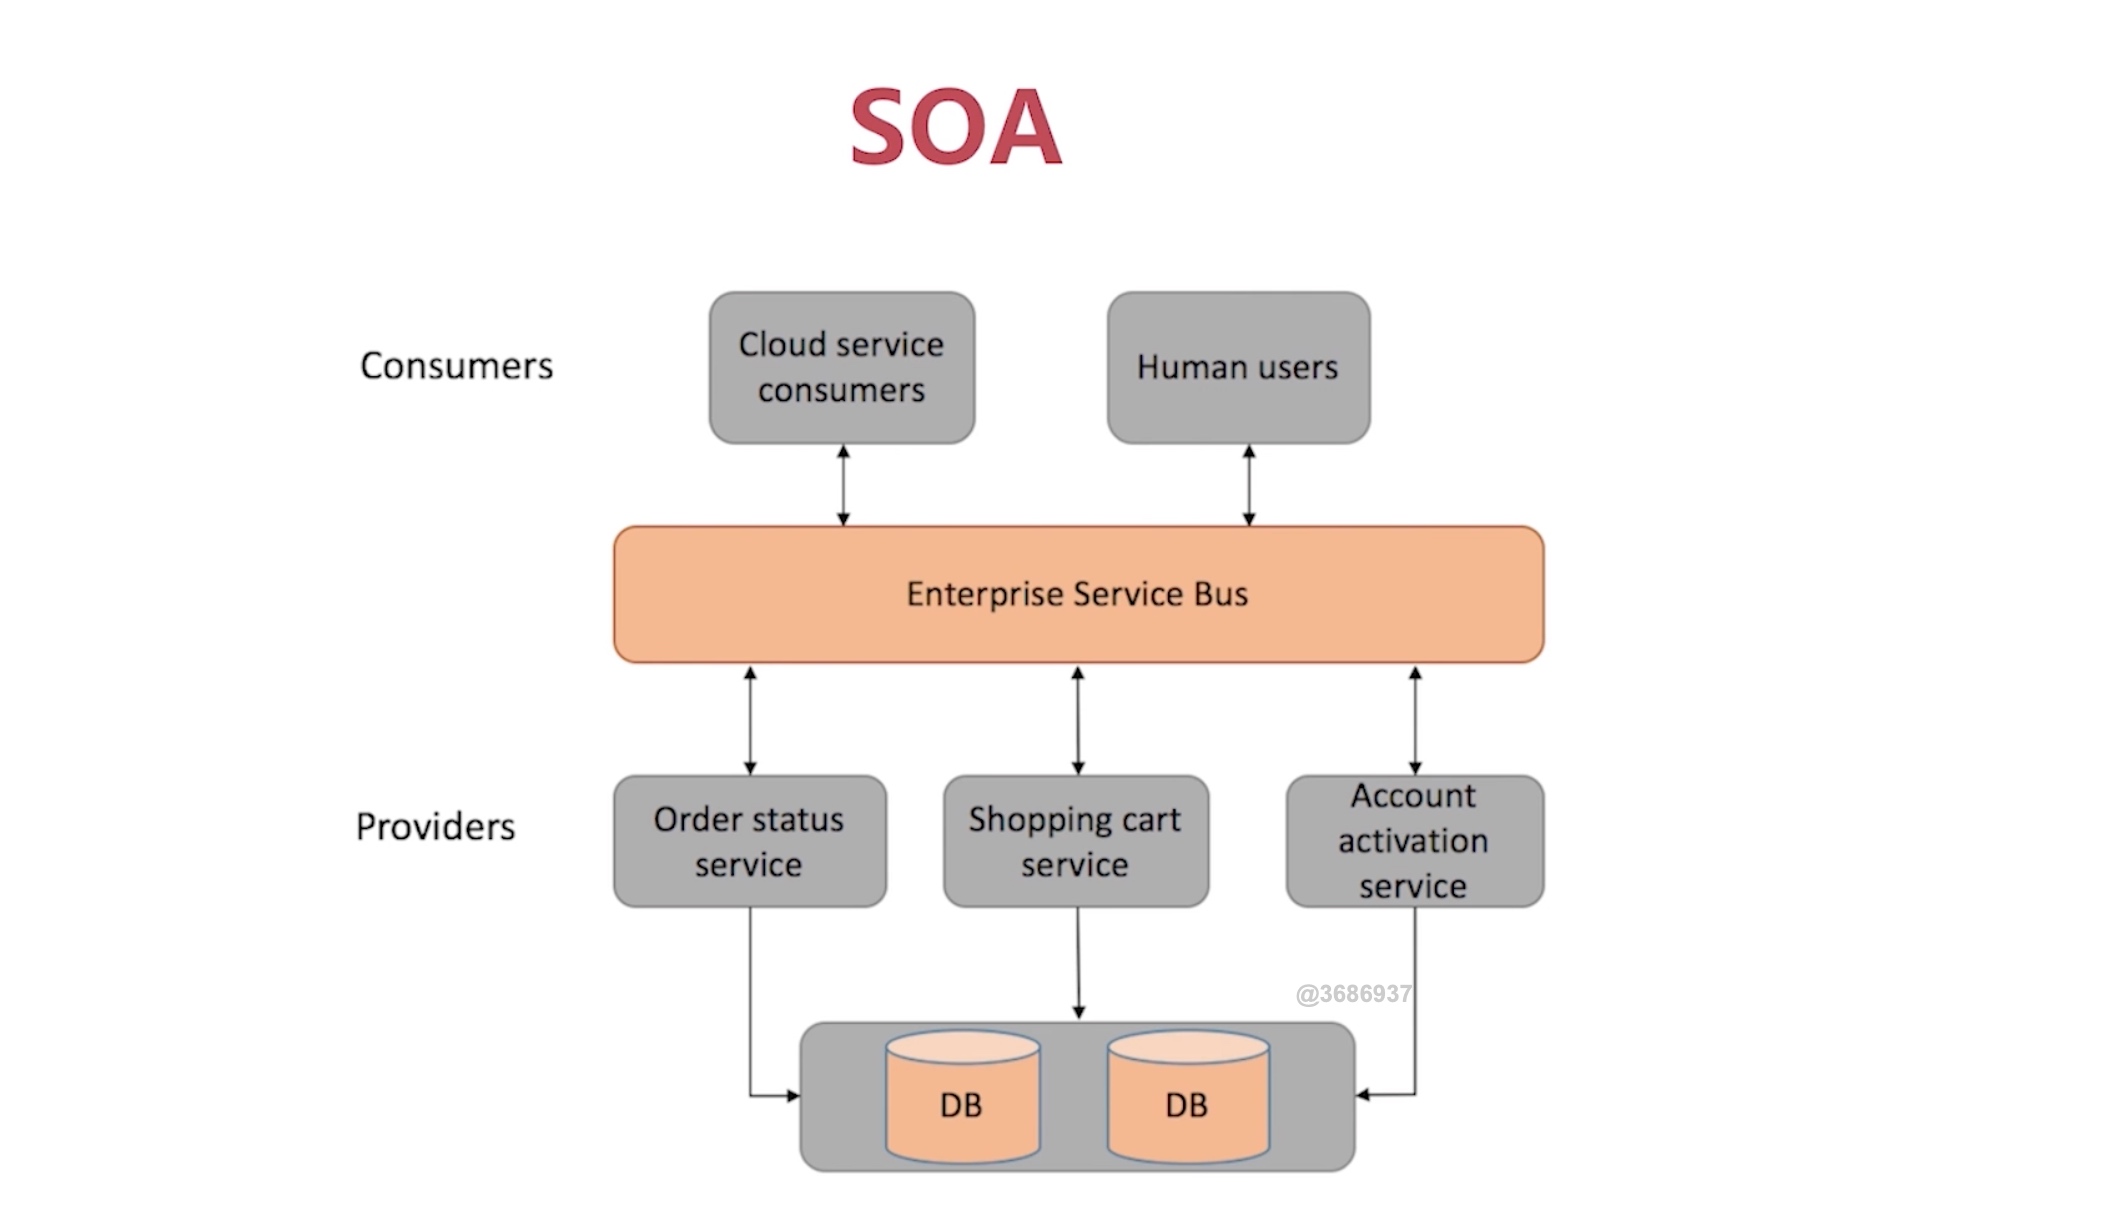 SOA
Consumers
Cloud service
consumers
Human users
Enterprise Service Bus
Providers
Order status
service
Shopping cart
service
Account
activation
service
@3686937
DB
DB